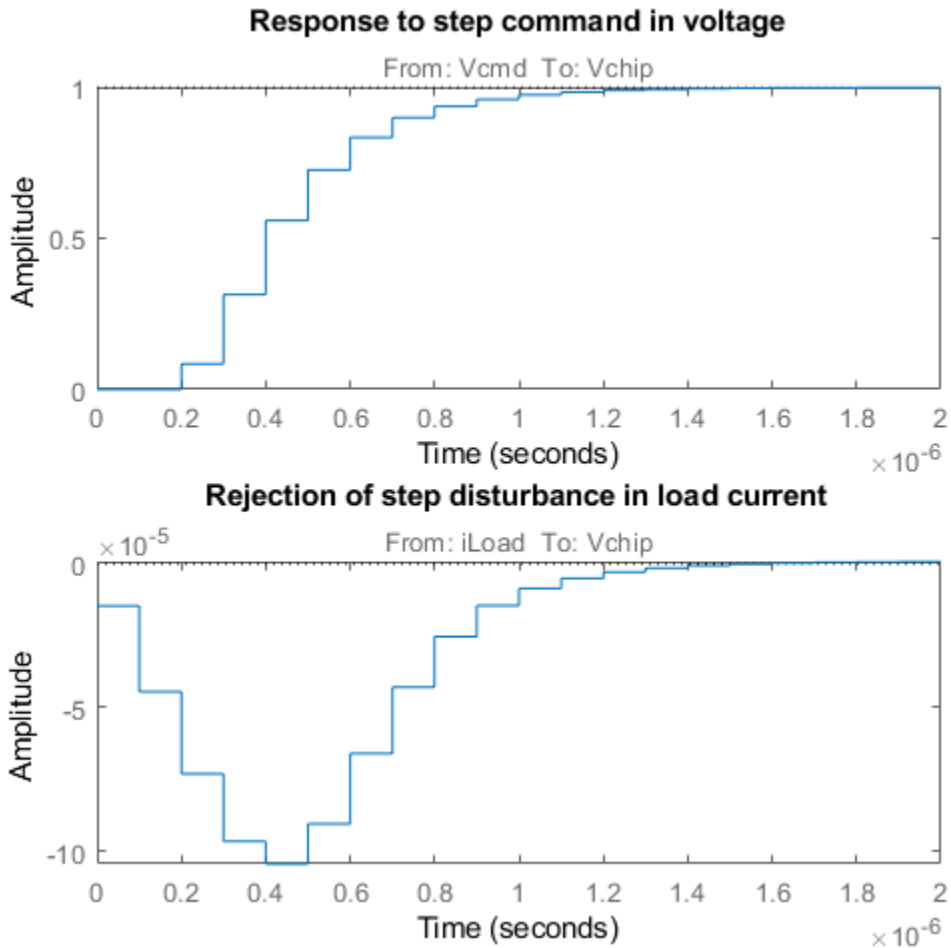 Response to step command in voltage
From: Vcmd To: Vchip
1
0.5
0
Amplitude
0 0.2 0.4 0.6 0.8 1 1.2 1.4 1.6 1.8 2
Time (seconds)
× 10^-6
Rejection of step disturbance in load current
× 10^-5
From: iLoad To: Vchip
0
-5
-10
Amplitude
0 0.2 0.4 0.6 0.8 1 1.2 1.4 1.6 1.8 2
Time (seconds)
× 10^-6